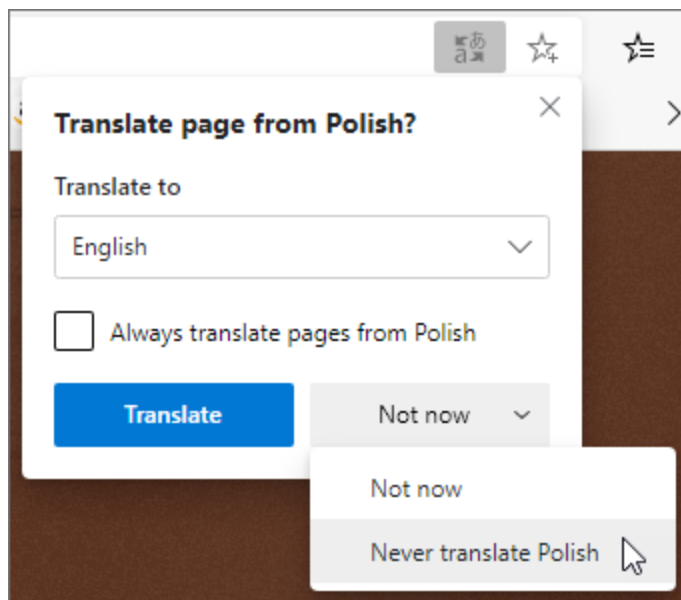 Translate page from Polish?
Translate to
English
Always translate pages from Polish
Translate
Not now
Not now
Never translate Polish